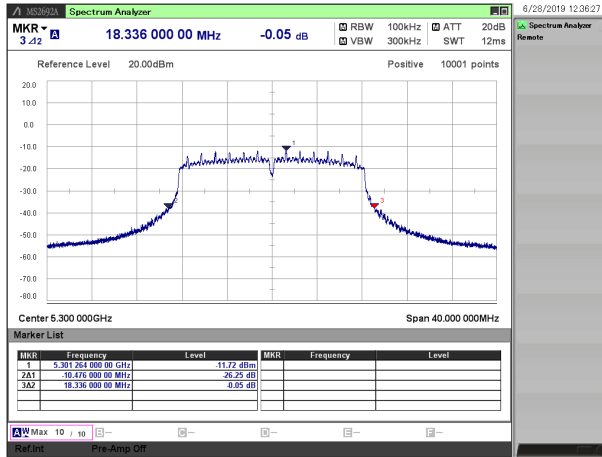 MS2692A Spectrum Analyzer
6/28/2019 12:36:27
MKR A 18.336 000 00 MHz -0.05 dB M RBW 100kHz M ATT 20dB
3 Δ2 M VBW 300kHz SWT 12ms
Spectrum Analyzer
Remote
Reference Level 20.00dBm Positive 10001 points
20.0
10.0
0.0
-10.0
1
-20.0
-30.0
2
3
-40.0
-50.0
-60.0
-70.0
-80.0
Center 5.300 000GHz Span 40.000 000MHz
Marker List
MKR Frequency Level MKR Frequency Level
1 5.301 264 000 00 GHz -11.72 dBm
2Δ1 -10.476 000 00 MHz -26.25 dB
3Δ2 18.336 000 00 MHz -0.05 dB
A W Max 10 / 10 B-- C-- D-- E-- F--
Ref.Int Pre-Amp Off